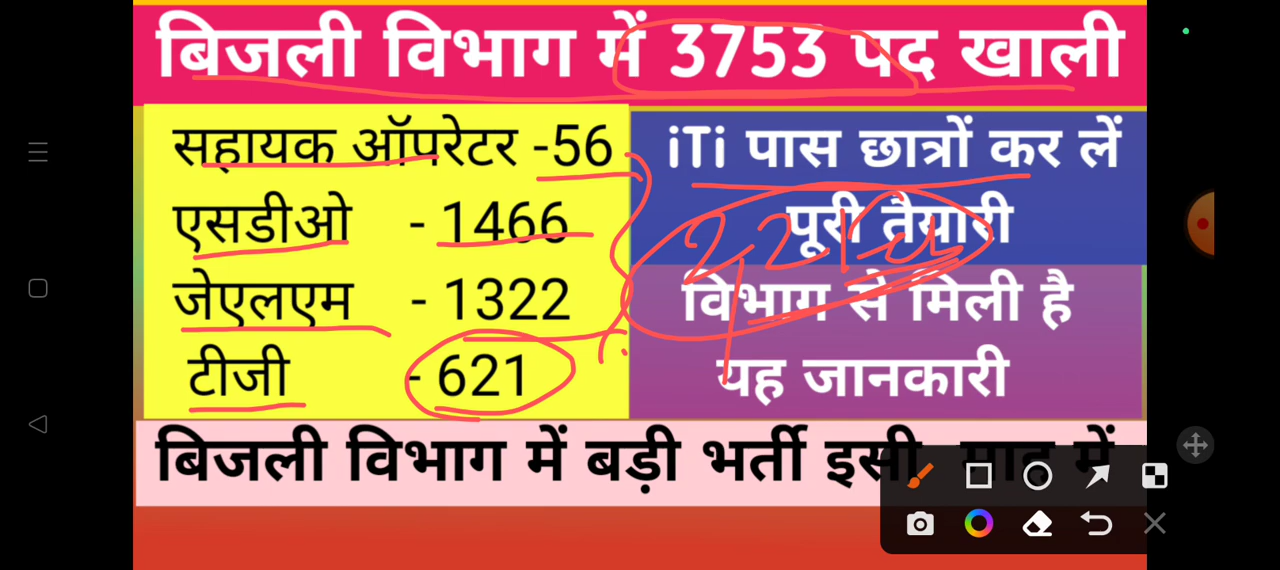 बिजली विभाग में 3753 पद खाली
सहायक ऑपरेटर -56
एसडीओ - 1466
जेएलएम - 1322
टीजी - 621
iTi पास छात्रों कर लें
पूरी तैयारी
विभाग से मिली है
यह जानकारी
बिजली विभाग में बड़ी भर्ती इसी माह में